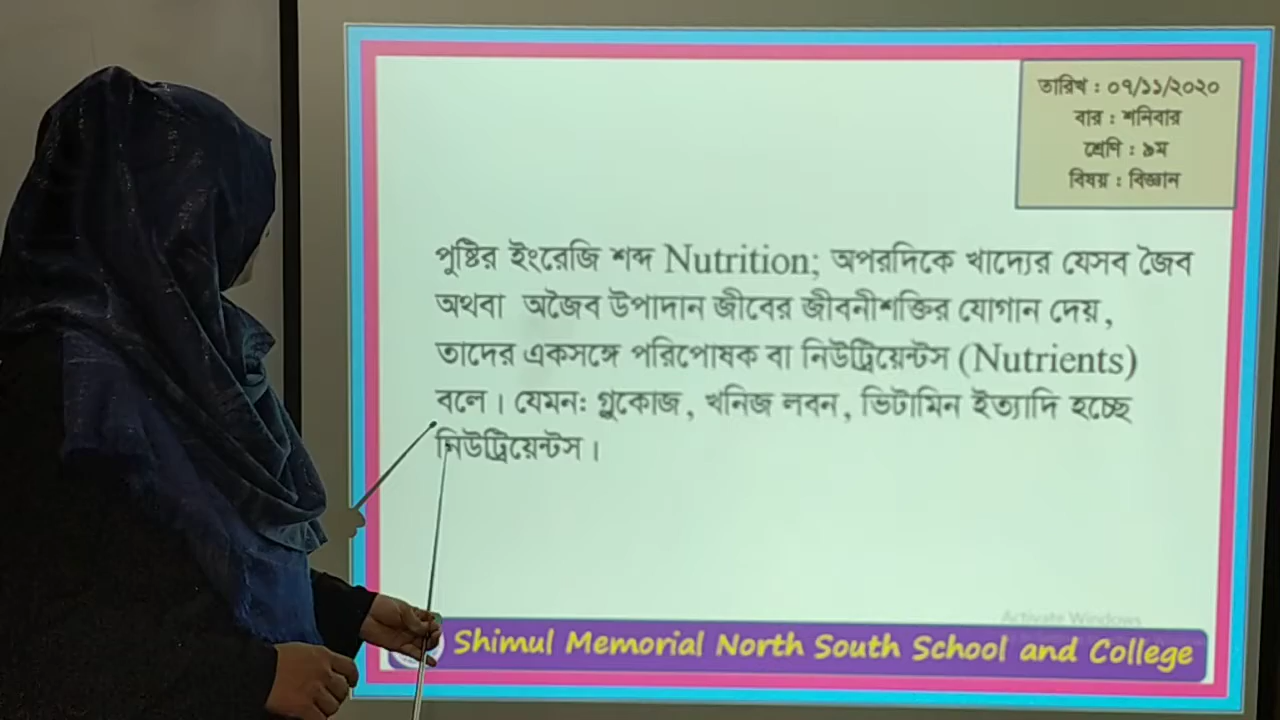 তারিখ : ০৭/১১/২০২০
বার : শনিবার
শ্রেণি : ৯ম
বিষয় : বিজ্ঞান
পুষ্টির ইংরেজি শব্দ Nutrition; অপরদিকে খাদ্যের যেসব জৈব
অথবা অজৈব উপাদান জীবের জীবনীশক্তির যোগান দেয়,
তাদের একসঙ্গে পরিপোষক বা নিউট্রিয়েন্টস (Nutrients)
বলে। যেমনঃ গ্লুকোজ, খনিজ লবন, ভিটামিন ইত্যাদি হচ্ছে
নিউট্রিয়েন্টস।
Activate Windows
Shimul Memorial North South School and College